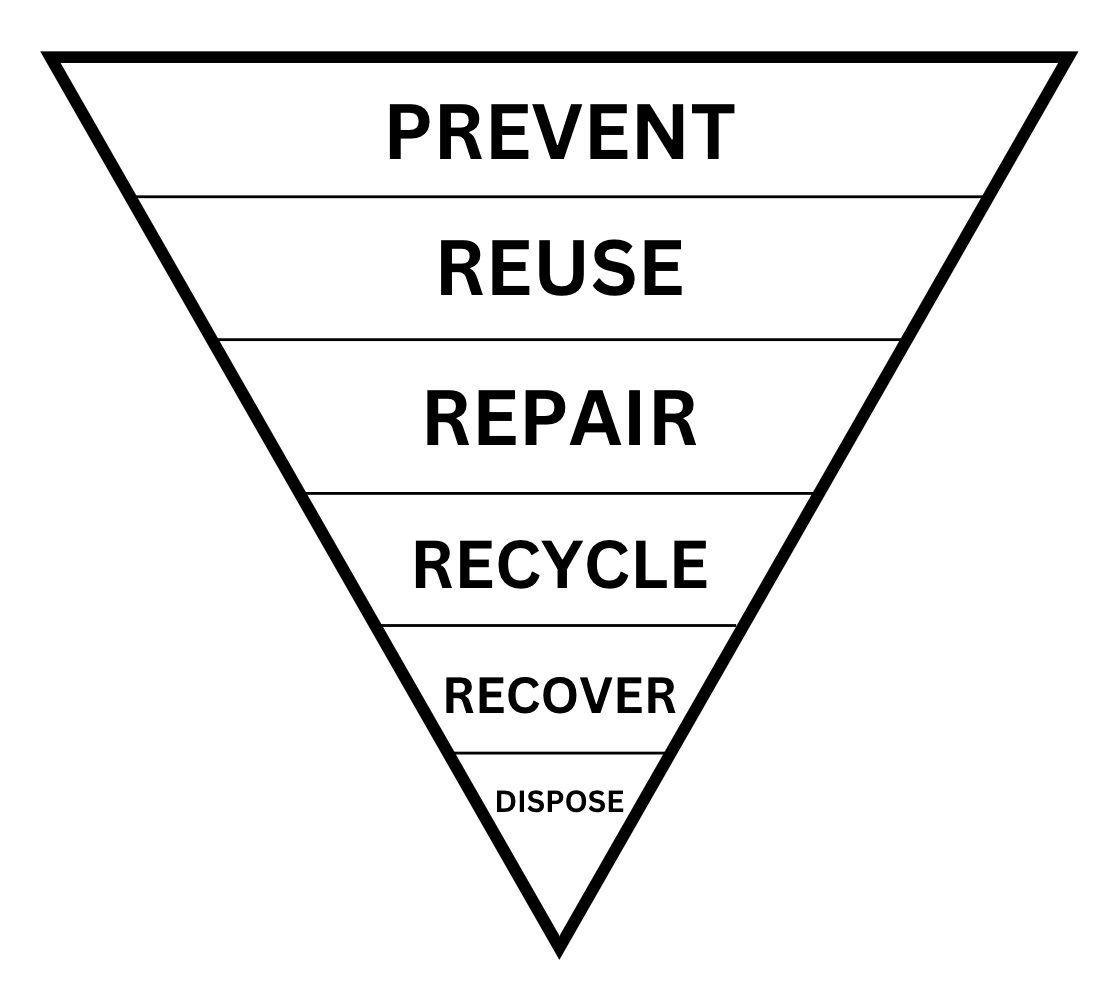 PREVENT
REUSE
REPAIR
RECYCLE
RECOVER
DISPOSE